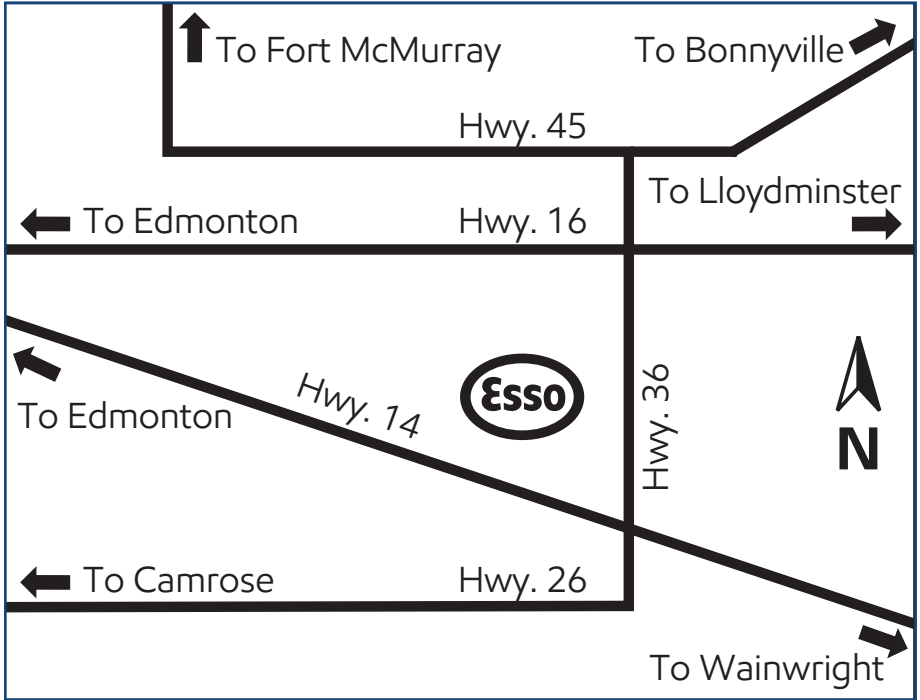 To Fort McMurray
To Bonnyville
Hwy. 45
To Lloydminster
To Edmonton
Hwy. 16
Esso
Hwy. 36
Hwy. 14
To Edmonton
N
To Camrose
Hwy. 26
To Wainwright